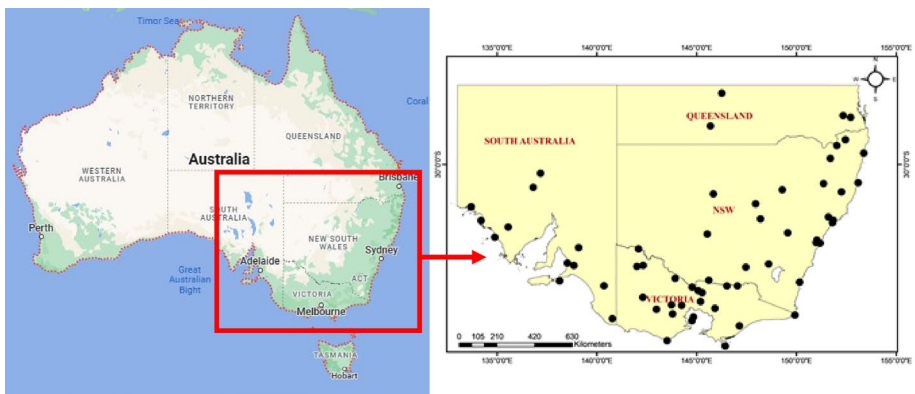 Timor Sea
Coral
NORTHERN
TERRITORY
QUEENSLAND
Australia
WESTERN
AUSTRALIA
Brisbane
SOUTH
AUSTRALIA
Perth
NEW SOUTH
WALES
Sydney
Adelaide
ACT
Great
Australian
Bight
VICTORIA
Melbourne
TASMANIA
Hobart
135°0'0"E 140°0'0"E 145°0'0"E 150°0'0"E 155°0'0"E
N
W E
S
QUEENSLAND
SOUTH AUSTRALIA
30°0'0"S
30°0'0"S
NSW
VICTORIA
0 105 210 420 630
Kilometers
135°0'0"E 140°0'0"E 145°0'0"E 150°0'0"E 155°0'0"E